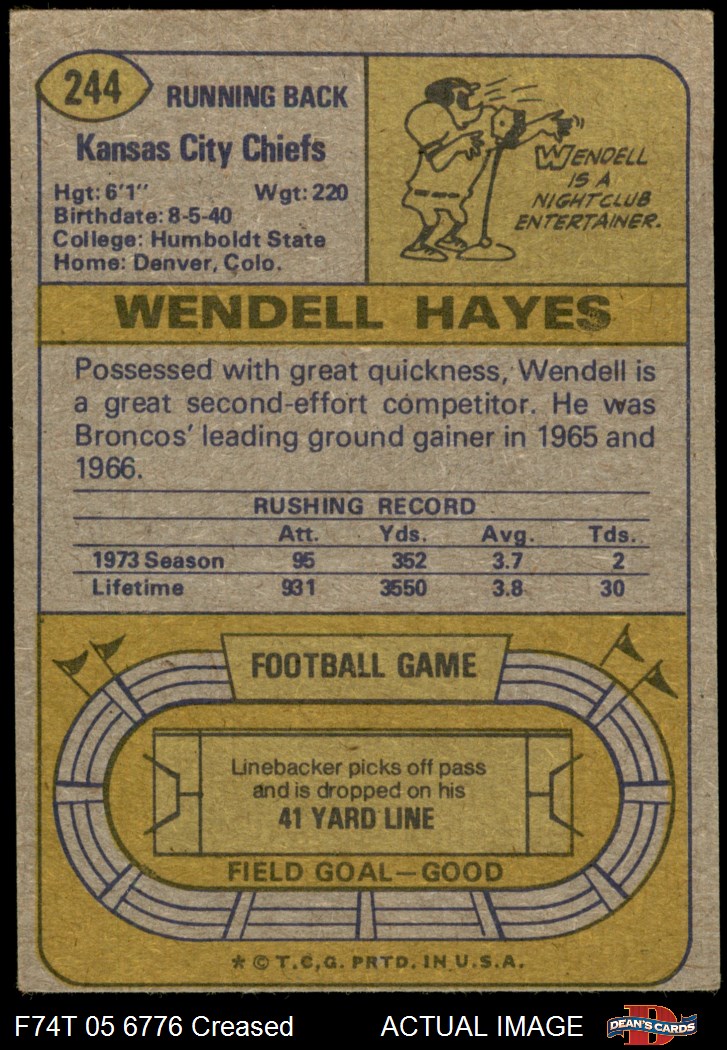 244
RUNNING BACK
Kansas City Chiefs
Hgt: 6'1" Wgt: 220
Birthdate: 8-5-40
College: Humboldt State
Home: Denver, Colo.
WENDELL
IS A
NIGHTCLUB
ENTERTAINER.
WENDELL HAYES
Possessed with great quickness, Wendell is
a great second-effort competitor. He was
Broncos' leading ground gainer in 1965 and
1966.
RUSHING RECORD
Att. Yds. Avg. Tds.
1973 Season 95 352 3.7 2
Lifetime 931 3550 3.8 30
FOOTBALL GAME
Linebacker picks off pass
and is dropped on his
41 YARD LINE
FIELD GOAL—GOOD
* © T.C.G. PRTD. IN U.S.A.
F74T 05 6776 Creased ACTUAL IMAGE
D
DEAN'S CARDS